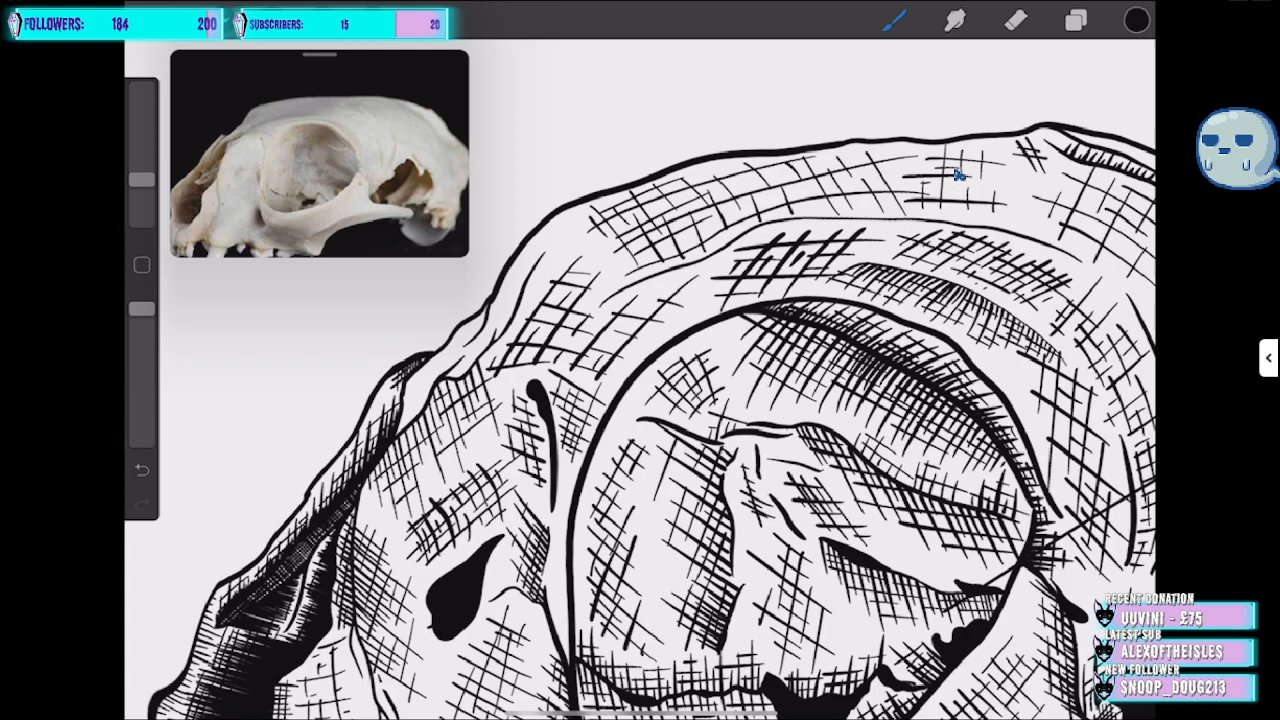 FOLLOWERS: 184 200
SUBSCRIBERS: 15 20
RECENT DONATION
UUVINI - £75
LATEST SUB
ALEXOFTHEISLES
NEW FOLLOWER
SNOOP_DOUG213